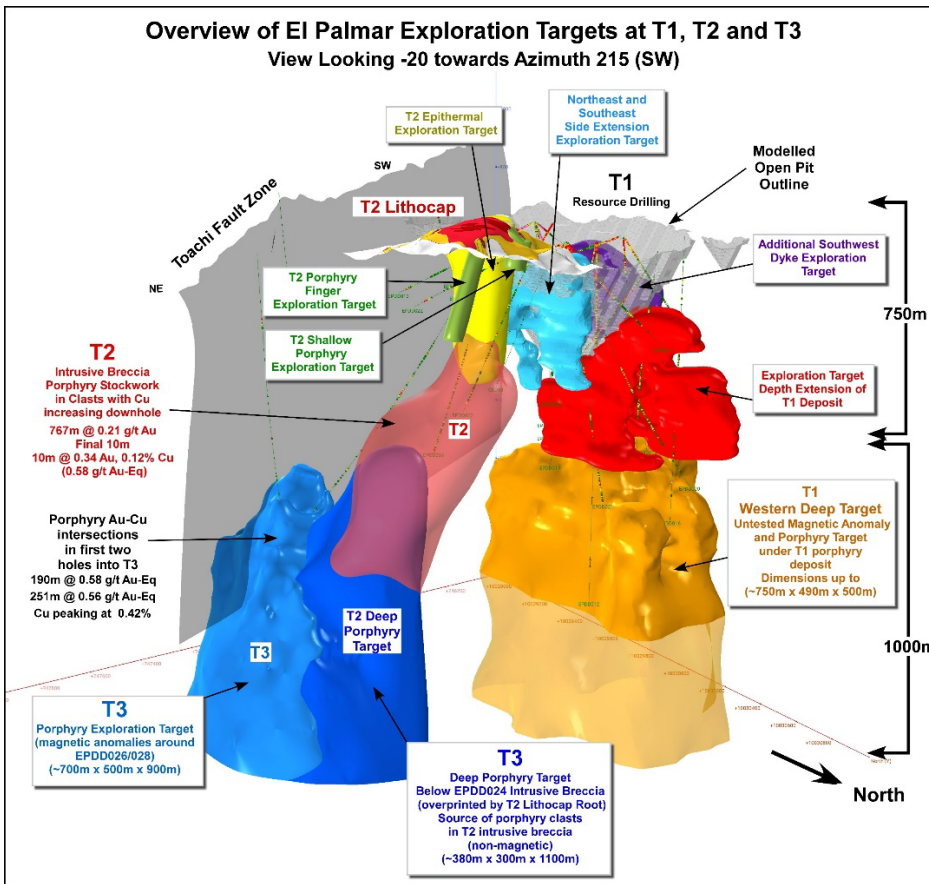 Overview of El Palmar Exploration Targets at T1, T2 and T3
View Looking -20 towards Azimuth 215 (SW)
T2 Epithermal
Exploration Target
Northeast and
Southeast
Side Extension
Exploration Target
Modelled
Open Pit
Outline
SW
Toachi Fault Zone
NE
T2 Lithocap
T1
Resource Drilling
Additional Southwest
Dyke Exploration
Target
T2 Porphyry
Finger
Exploration Target
T2 Shallow
Porphyry
Exploration Target
750m
T2
Intrusive Breccia
Porphyry Stockwork
in Clasts with Cu
increasing downhole
767m @ 0.21 g/t Au
Final 10m
10m @ 0.34 Au, 0.12% Cu
(0.58 g/t Au-Eq)
T2
Exploration Target
Depth Extension of
T1 Deposit
Porphyry Au-Cu
intersections
in first two
holes into T3
190m @ 0.58 g/t Au-Eq
251m @ 0.56 g/t Au-Eq
Cu peaking at 0.42%
T1
Western Deep Target
Untested Magnetic Anomaly
and Porphyry Target
under T1 porphyry
deposit
Dimensions up to
(~750m x 490m x 500m)
T2 Deep
Porphyry
Target
T3
1000m
T3
Porphyry Exploration Target
(magnetic anomalies around
EPDD026/028)
(~700m x 500m x 900m)
T3
Deep Porphyry Target
Below EPDD024 Intrusive Breccia
(overprinted by T2 Lithocap Root)
Source of porphyry clasts
in T2 intrusive breccia
(non-magnetic)
(~380m x 300m x 1100m)
North